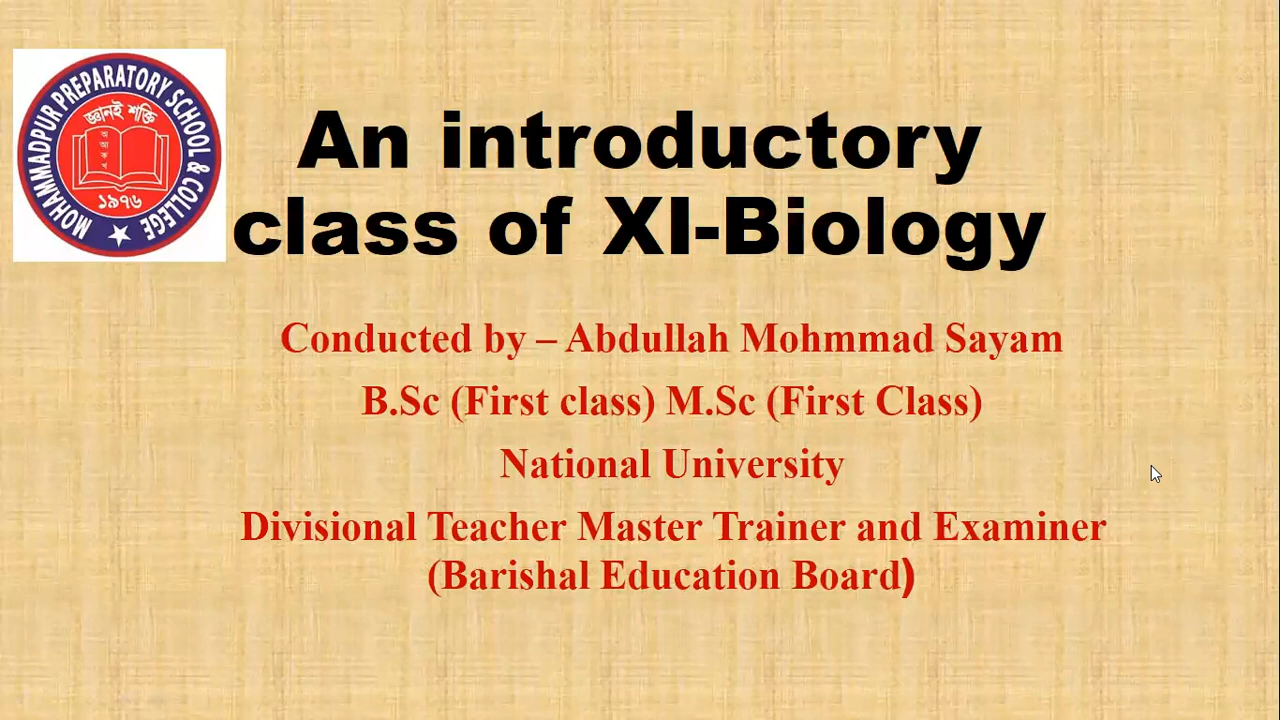 MOHAMMADPUR PREPARATORY SCHOOL & COLLEGE
জ্ঞানই শক্তি
অ
আ
ক
খ
১৯৭৬
An introductory
class of XI-Biology
Conducted by – Abdullah Mohmmad Sayam
B.Sc (First class) M.Sc (First Class)
National University
Divisional Teacher Master Trainer and Examiner
(Barishal Education Board)